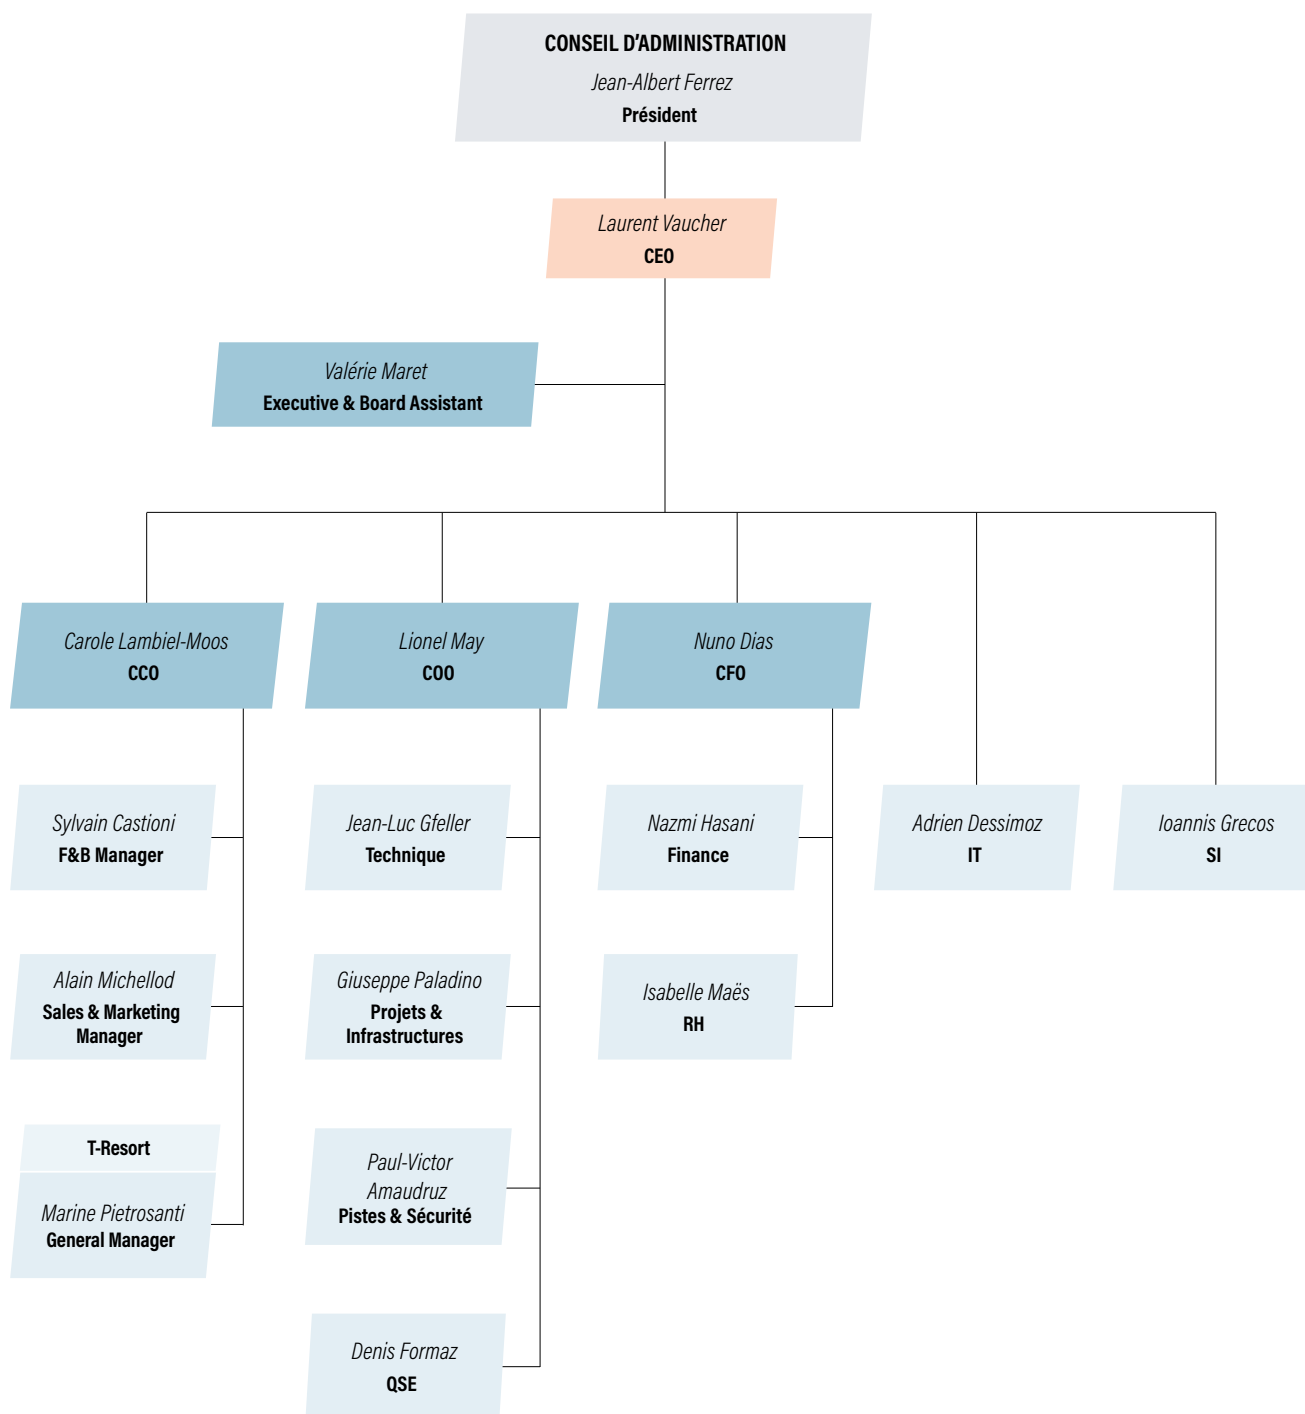 CONSEIL D'ADMINISTRATION
Jean-Albert Ferrez
Président
Laurent Vaucher
CEO
Valérie Maret
Executive & Board Assistant
Carole Lambiel-Moos
CCO
Lionel May
COO
Nuno Dias
CFO
Sylvain Castioni
F&B Manager
Jean-Luc Gfeller
Technique
Nazmi Hasani
Finance
Adrien Dessimoz
IT
Ioannis Grecos
SI
Alain Michellod
Sales & Marketing
Manager
Giuseppe Paladino
Projets &
Infrastructures
Isabelle Maës
RH
T-Resort
Marine Pietrosanti
General Manager
Paul-Victor
Amaudruz
Pistes & Sécurité
Denis Formaz
QSE